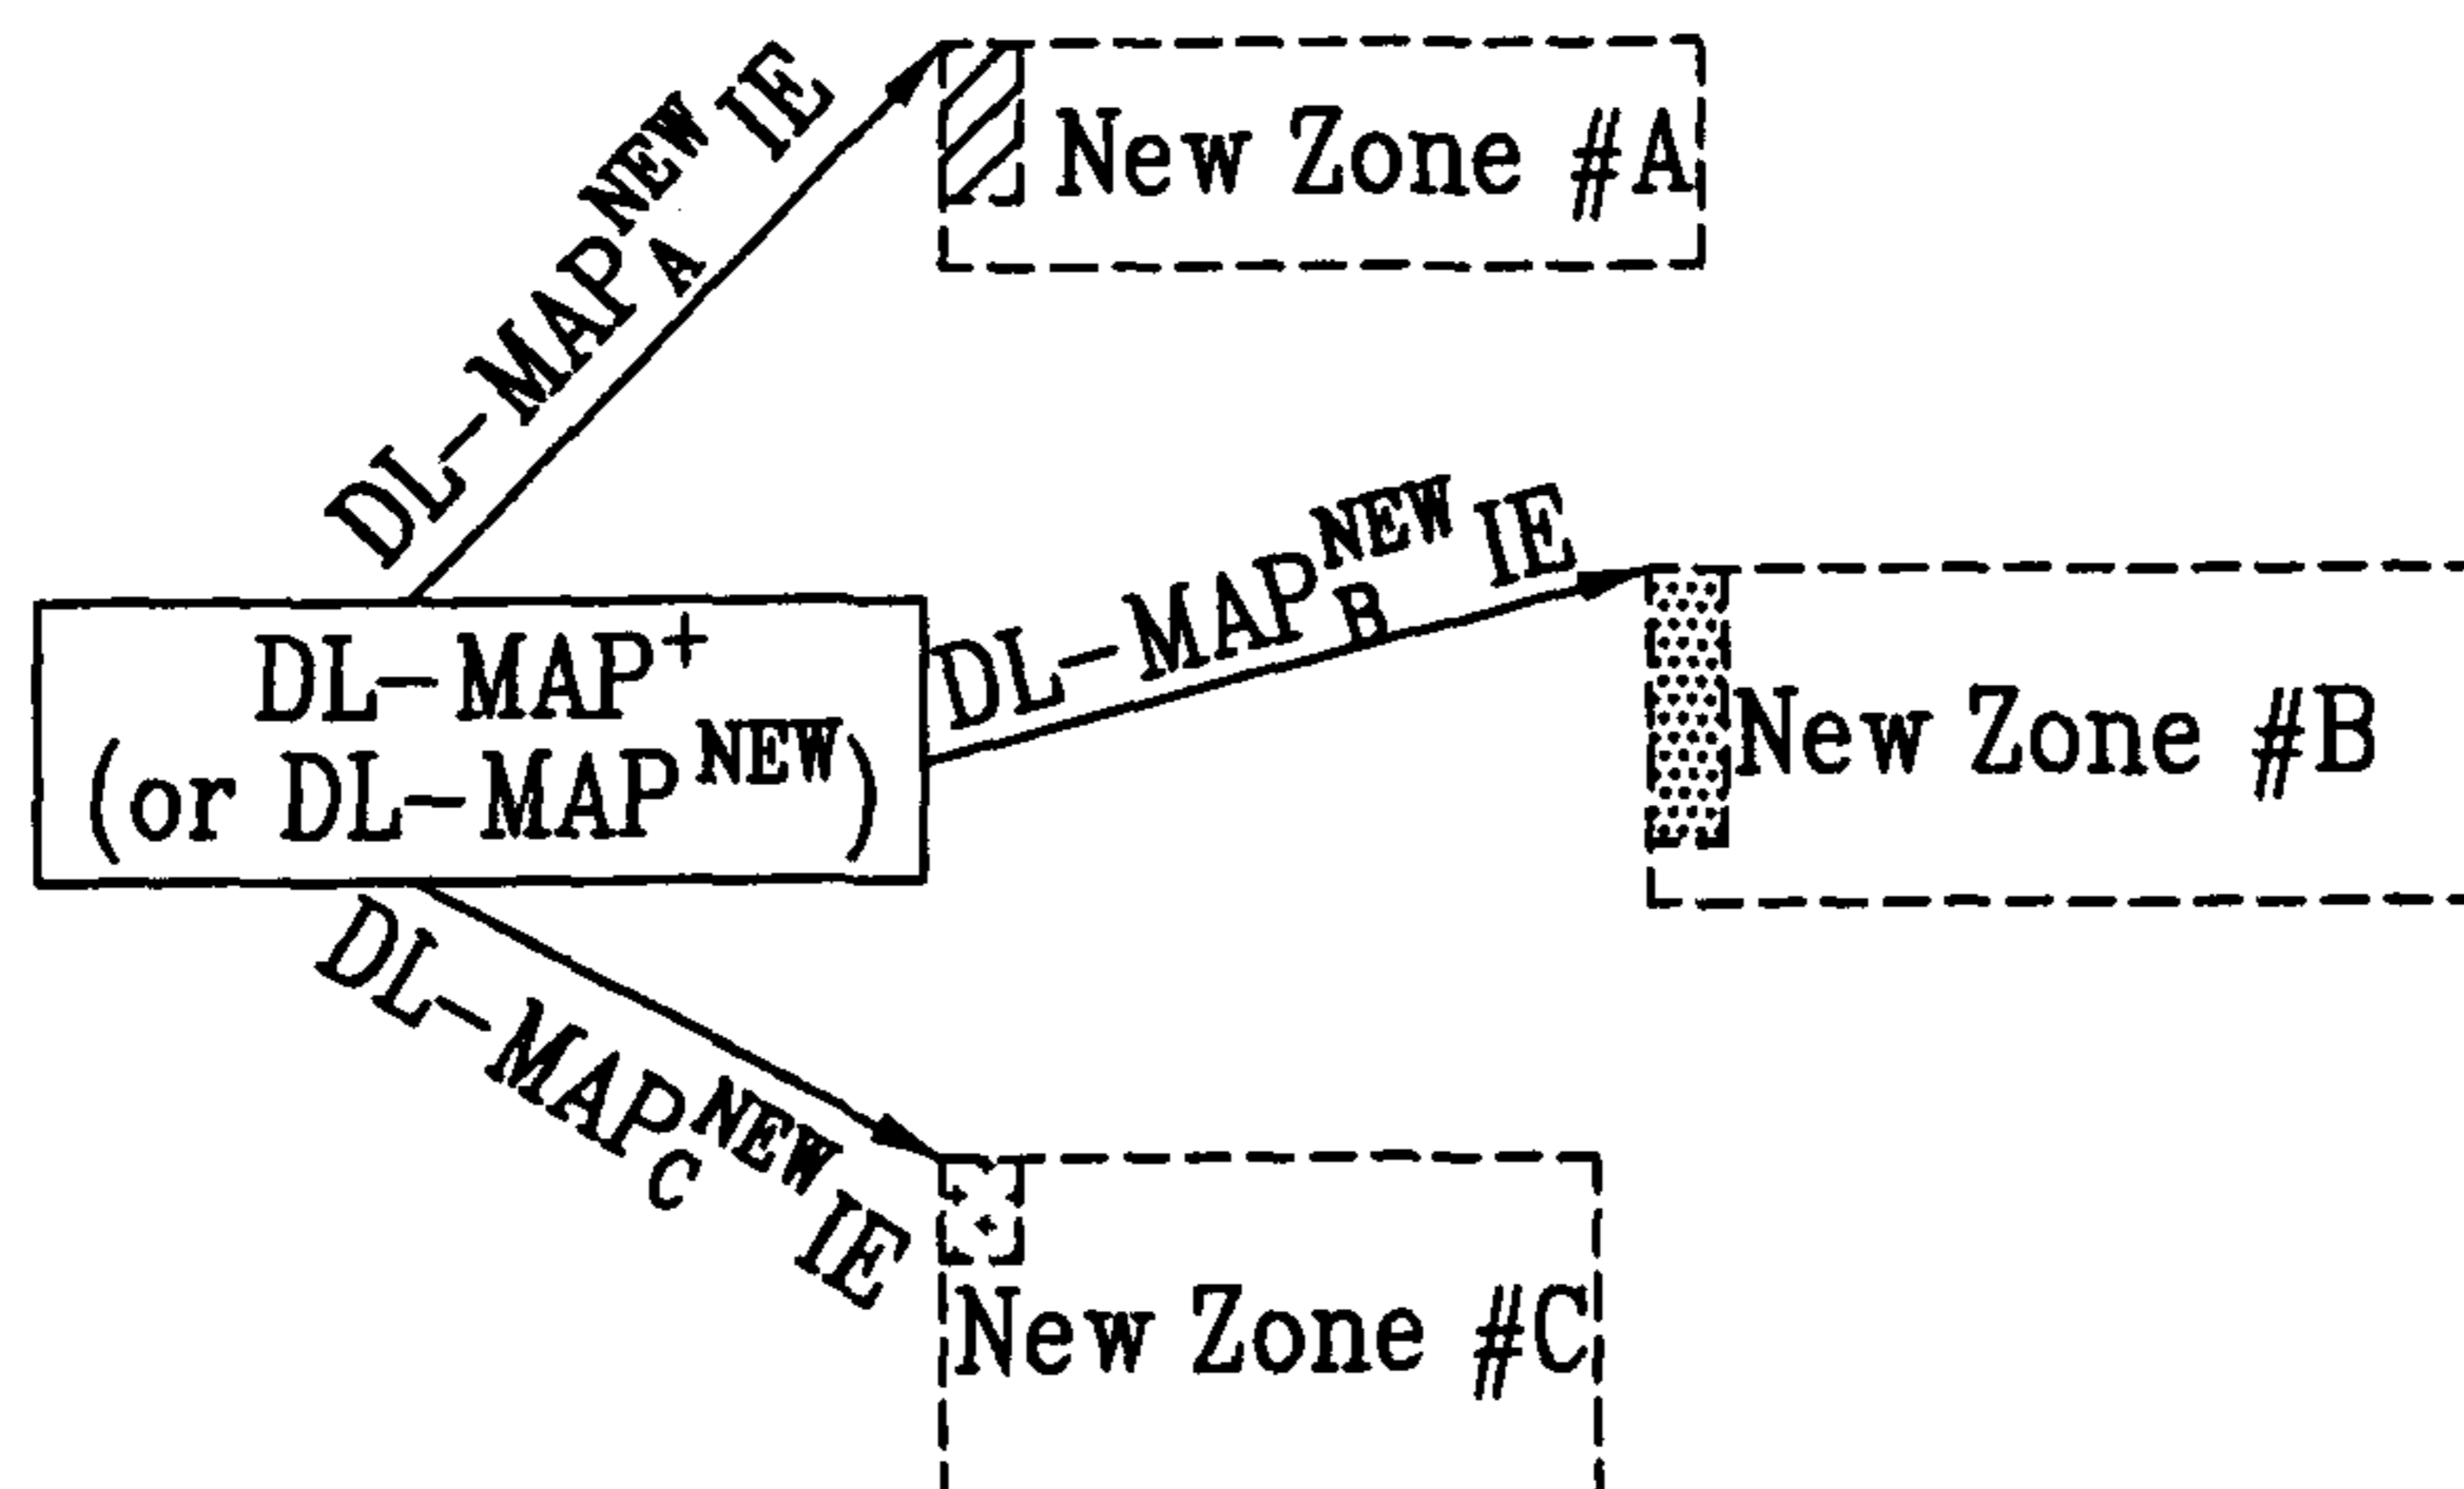 DL-MAP_A^NEW IE
New Zone #A
DL-MAP_B^NEW IE
DL-MAP^+
(or DL-MAP^NEW)
New Zone #B
DL-MAP_C^NEW IE
New Zone #C